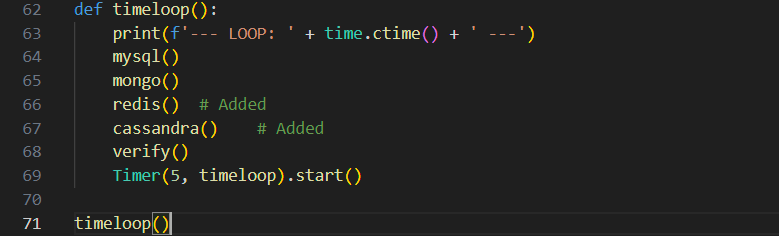 62 def timeloop():
63     print(f'--- LOOP: ' + time.ctime() + ' ---')
64     mysql()
65     mongo()
66     redis()  # Added
67     cassandra()    # Added
68     verify()
69     Timer(5, timeloop).start()
70
71 timeloop()